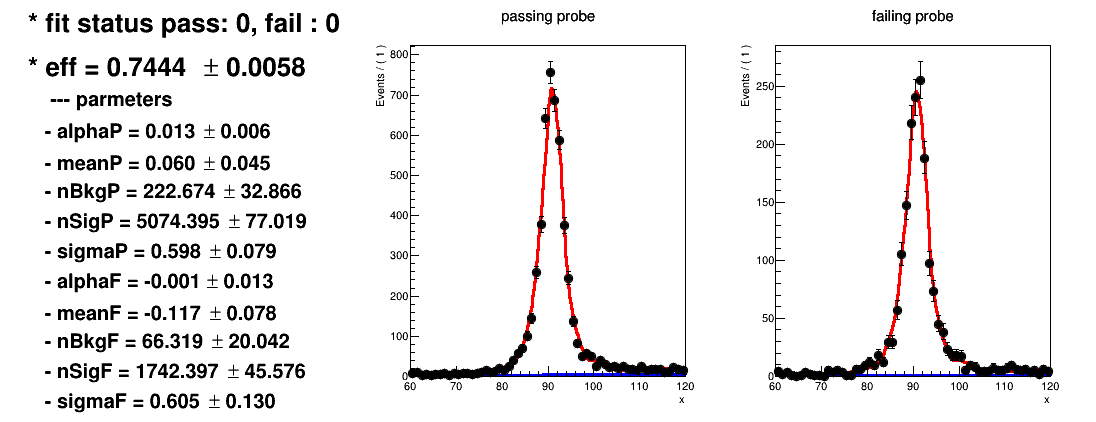 * fit status pass: 0, fail : 0
* eff = 0.7444 ± 0.0058
--- parmeters
- alphaP = 0.013 ± 0.006
- meanP = 0.060 ± 0.045
- nBkgP = 222.674 ± 32.866
- nSigP = 5074.395 ± 77.019
- sigmaP = 0.598 ± 0.079
- alphaF = -0.001 ± 0.013
- meanF = -0.117 ± 0.078
- nBkgF = 66.319 ± 20.042
- nSigF = 1742.397 ± 45.576
- sigmaF = 0.605 ± 0.130
passing probe
Events / ( 1 )
800
700
600
500
400
300
200
100
0
60 70 80 90 100 110 120
x
failing probe
Events / ( 1 )
250
200
150
100
50
0
60 70 80 90 100 110 120
x